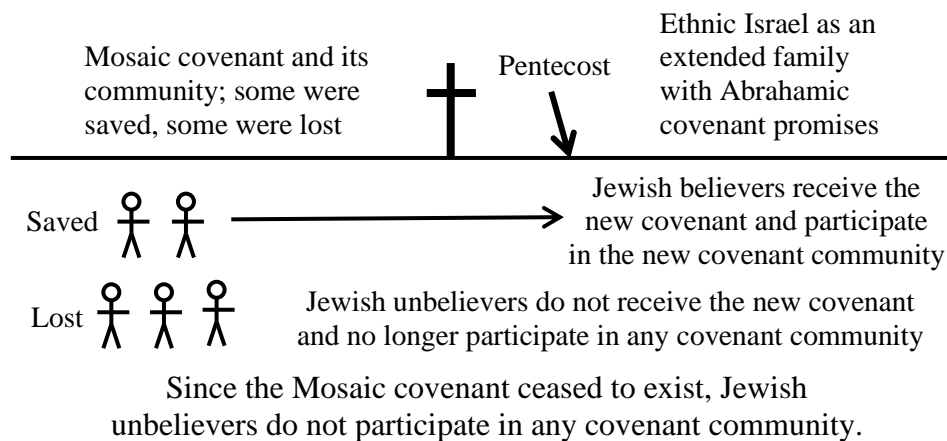 Mosaic covenant and its
community; some were
saved, some were lost
Pentecost
Ethnic Israel as an
extended family
with Abrahamic
covenant promises
Saved
Jewish believers receive the
new covenant and participate
in the new covenant community
Lost
Jewish unbelievers do not receive the new covenant
and no longer participate in any covenant community
Since the Mosaic covenant ceased to exist, Jewish
unbelievers do not participate in any covenant community.